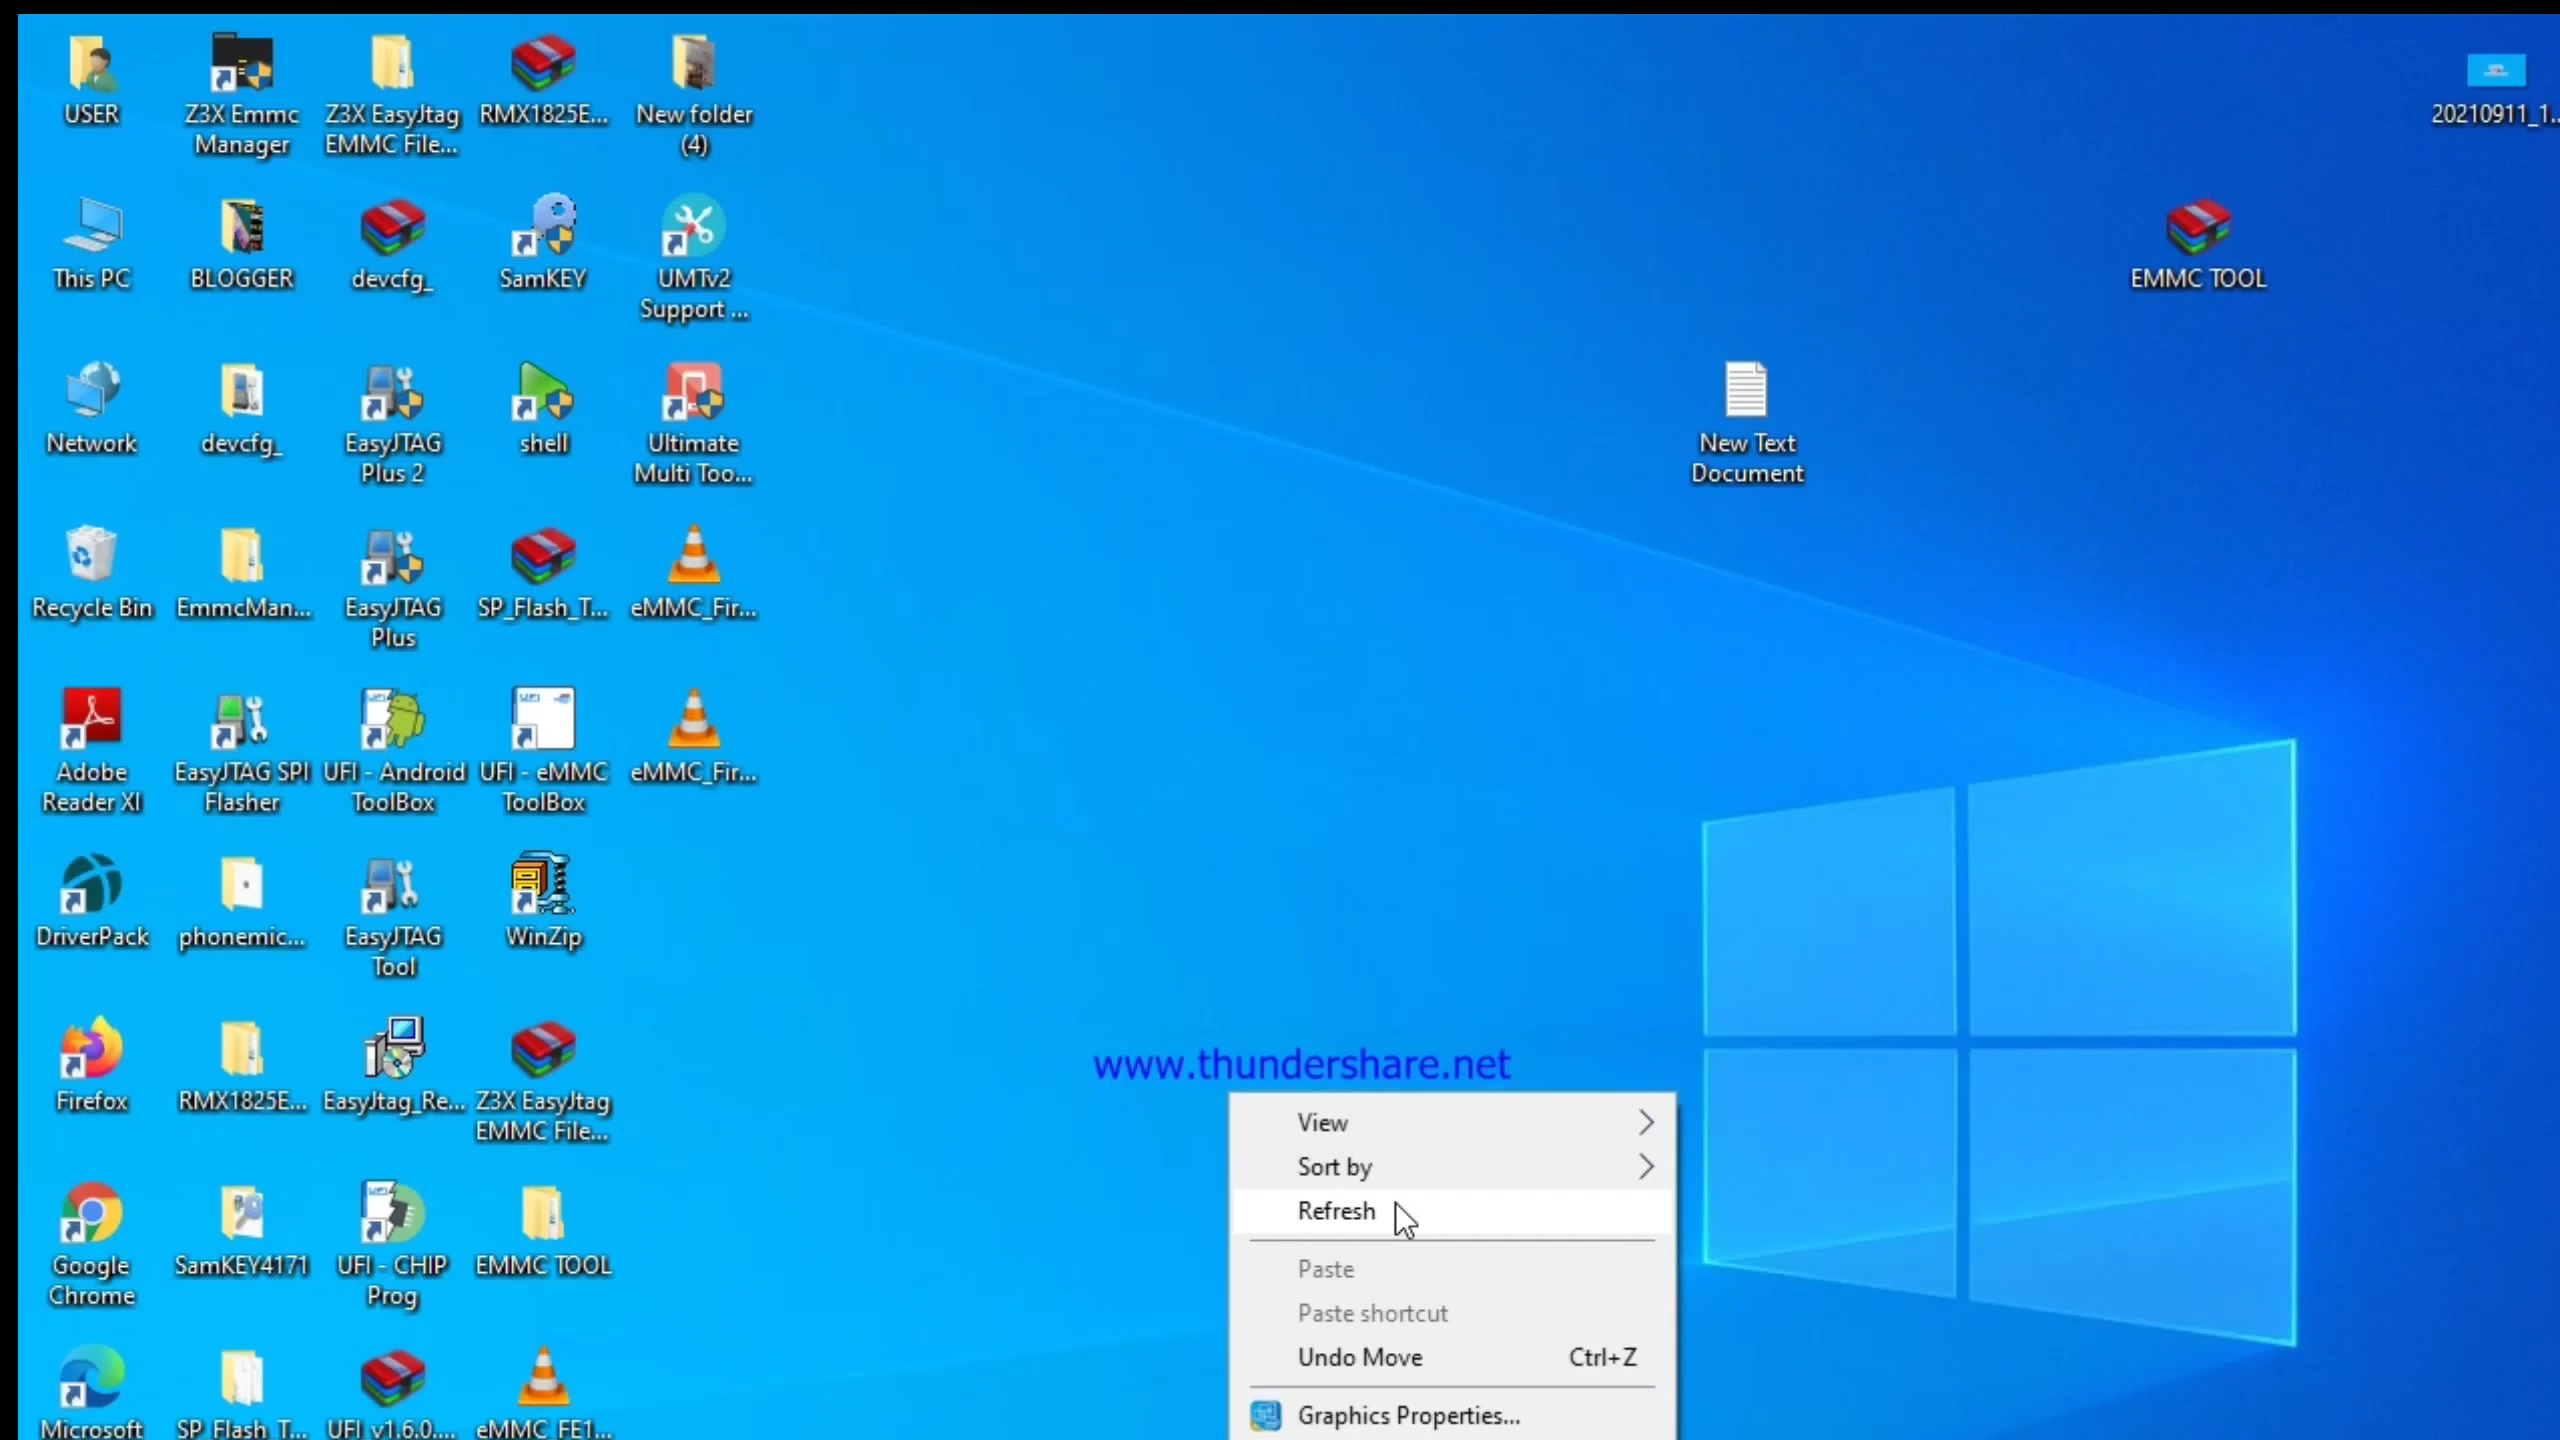 USER
Z3X Emmc
Manager
Z3X EasyJtag
EMMC File...
RMX1825E...
New folder
(4)
20210911_1...
This PC
BLOGGER
devcfg_
SamKEY
UMTv2
Support ...
EMMC TOOL
Network
devcfg_
EasyJTAG
Plus 2
shell
Ultimate
Multi Too...
New Text
Document
Recycle Bin
EmmcMan...
EasyJTAG
Plus
SP_Flash_T...
eMMC_Fir...
Adobe
Reader XI
EasyJTAG SPI
Flasher
UFI - Android
ToolBox
UFI - eMMC
ToolBox
eMMC_Fir...
DriverPack
phonemic...
EasyJTAG
Tool
WinZip
Firefox
RMX1825E...
EasyJtag_Re...
Z3X EasyJtag
EMMC File...
www.thundershare.net
Google
Chrome
SamKEY4171
UFI - CHIP
Prog
EMMC TOOL
Microsoft
SP_Flash_T...
UFI_v1.6.0....
eMMC_FE1...
View
Sort by
Refresh
Paste
Paste shortcut
Undo Move Ctrl+Z
Graphics Properties...